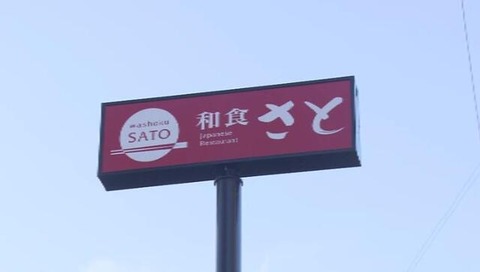 washoku
SATO
和食 さと
Japanese
Restaurant